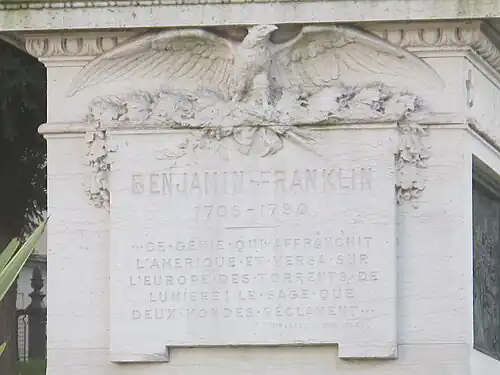 BENJAMIN FRANKLIN
1706-1790
...CE·GÉNIE·QUI·AFFRANCHIT
L'AMÉRIQUE·ET·VERSA·SUR
L'EUROPE·DES·TORRENTS·DE
LUMIÈRE! LE·SAGE·QUE
DEUX·MONDES·RÉCLAMENT...